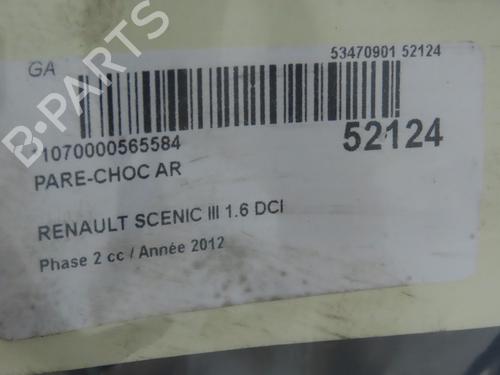 GA
53470901 52124
*1070000565584
52124
PARE-CHOC AR
RENAULT SCENIC III 1.6 DCI
Phase 2 cc / Année 2012
B-PARTS